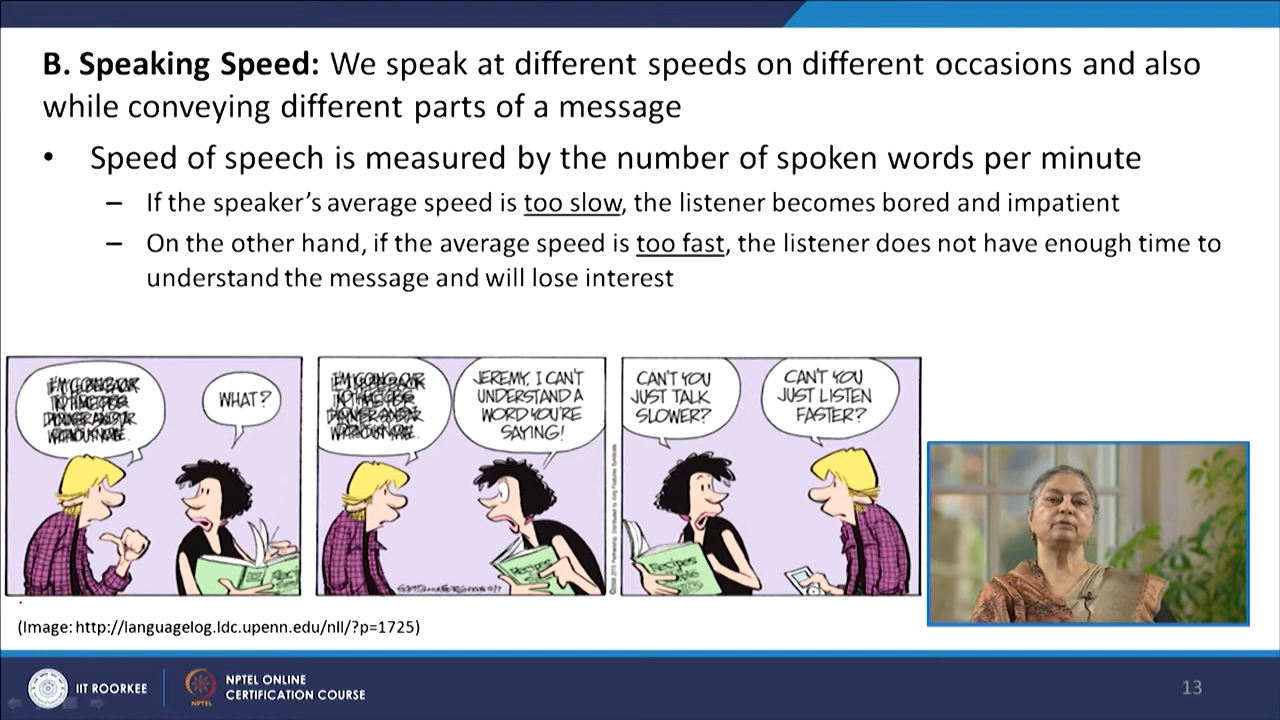 B. Speaking Speed: We speak at different speeds on different occasions and also
while conveying different parts of a message
• Speed of speech is measured by the number of spoken words per minute
– If the speaker's average speed is too slow, the listener becomes bored and impatient
– On the other hand, if the average speed is too fast, the listener does not have enough time to
understand the message and will lose interest
WHAT?
JEREMY, I CAN'T
UNDERSTAND A
WORD YOU'RE
SAYING!
CAN'T YOU
JUST TALK
SLOWER?
CAN'T YOU
JUST LISTEN
FASTER?
Recipes
Recipes
(Image: http://languagelog.ldc.upenn.edu/nll/?p=1725)
IIT ROORKEE
NPTEL
NPTEL ONLINE
CERTIFICATION COURSE
13